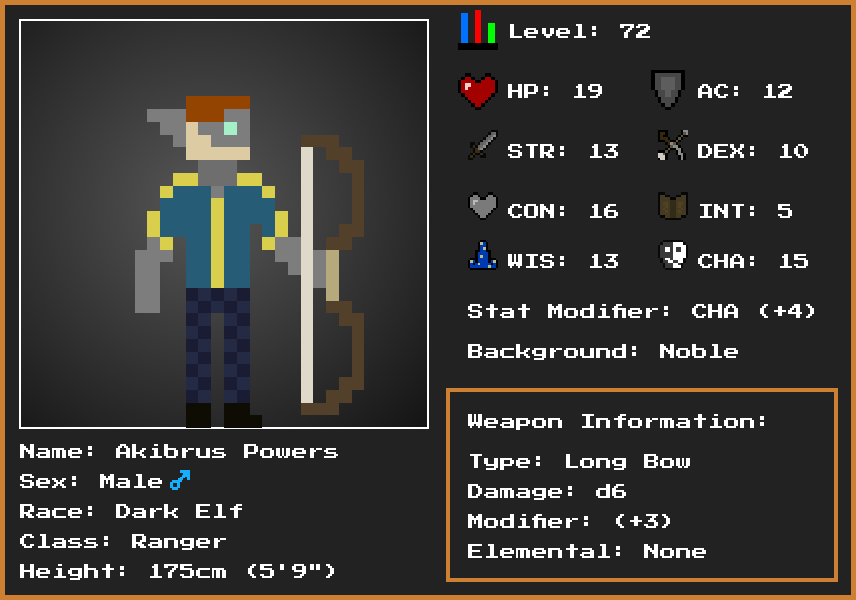 Level: 72
HP: 19 AC: 12
STR: 13 DEX: 10
CON: 16 INT: 5
WIS: 13 CHA: 15
Stat Modifier: CHA (+4)
Background: Noble
Weapon Information:
Type: Long Bow
Damage: d6
Modifier: (+3)
Elemental: None
Name: Akibrus Powers
Sex: Male♂
Race: Dark Elf
Class: Ranger
Height: 175cm (5'9")